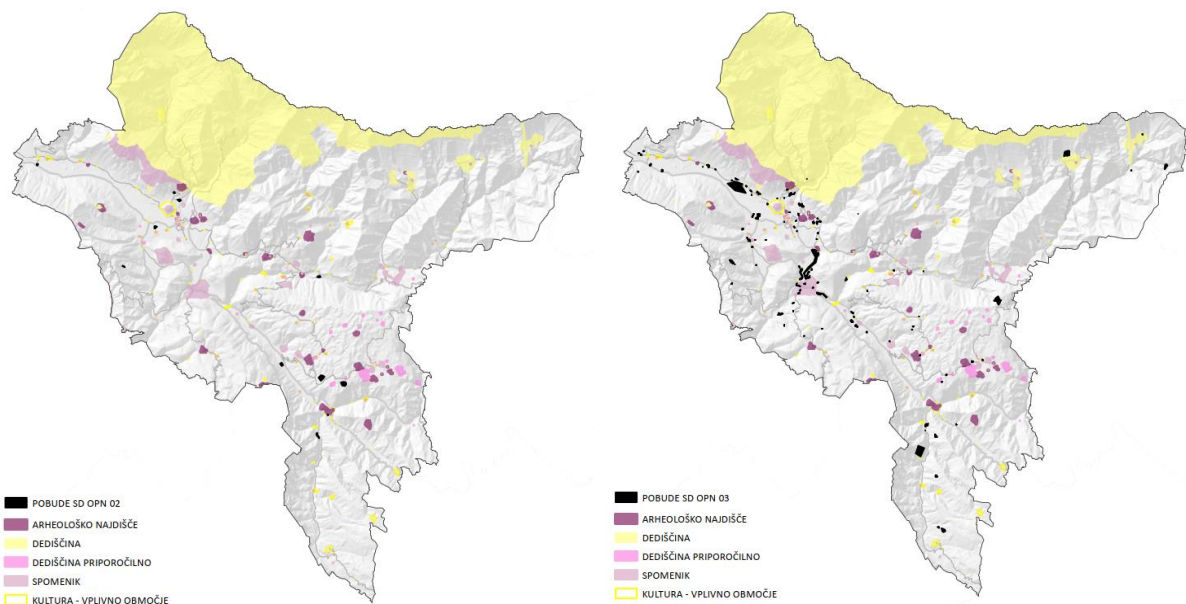 POBUDE SD OPN 02
ARHEOLOŠKO NAJDIŠČE
DEDIŠČINA
DEDIŠČINA PRIPOROČILNO
SPOMENIK
KULTURA - VPLIVNO OBMOČJE
POBUDE SD OPN 03
ARHEOLOŠKO NAJDIŠČE
DEDIŠČINA
DEDIŠČINA PRIPOROČILNO
SPOMENIK
KULTURA - VPLIVNO OBMOČJE